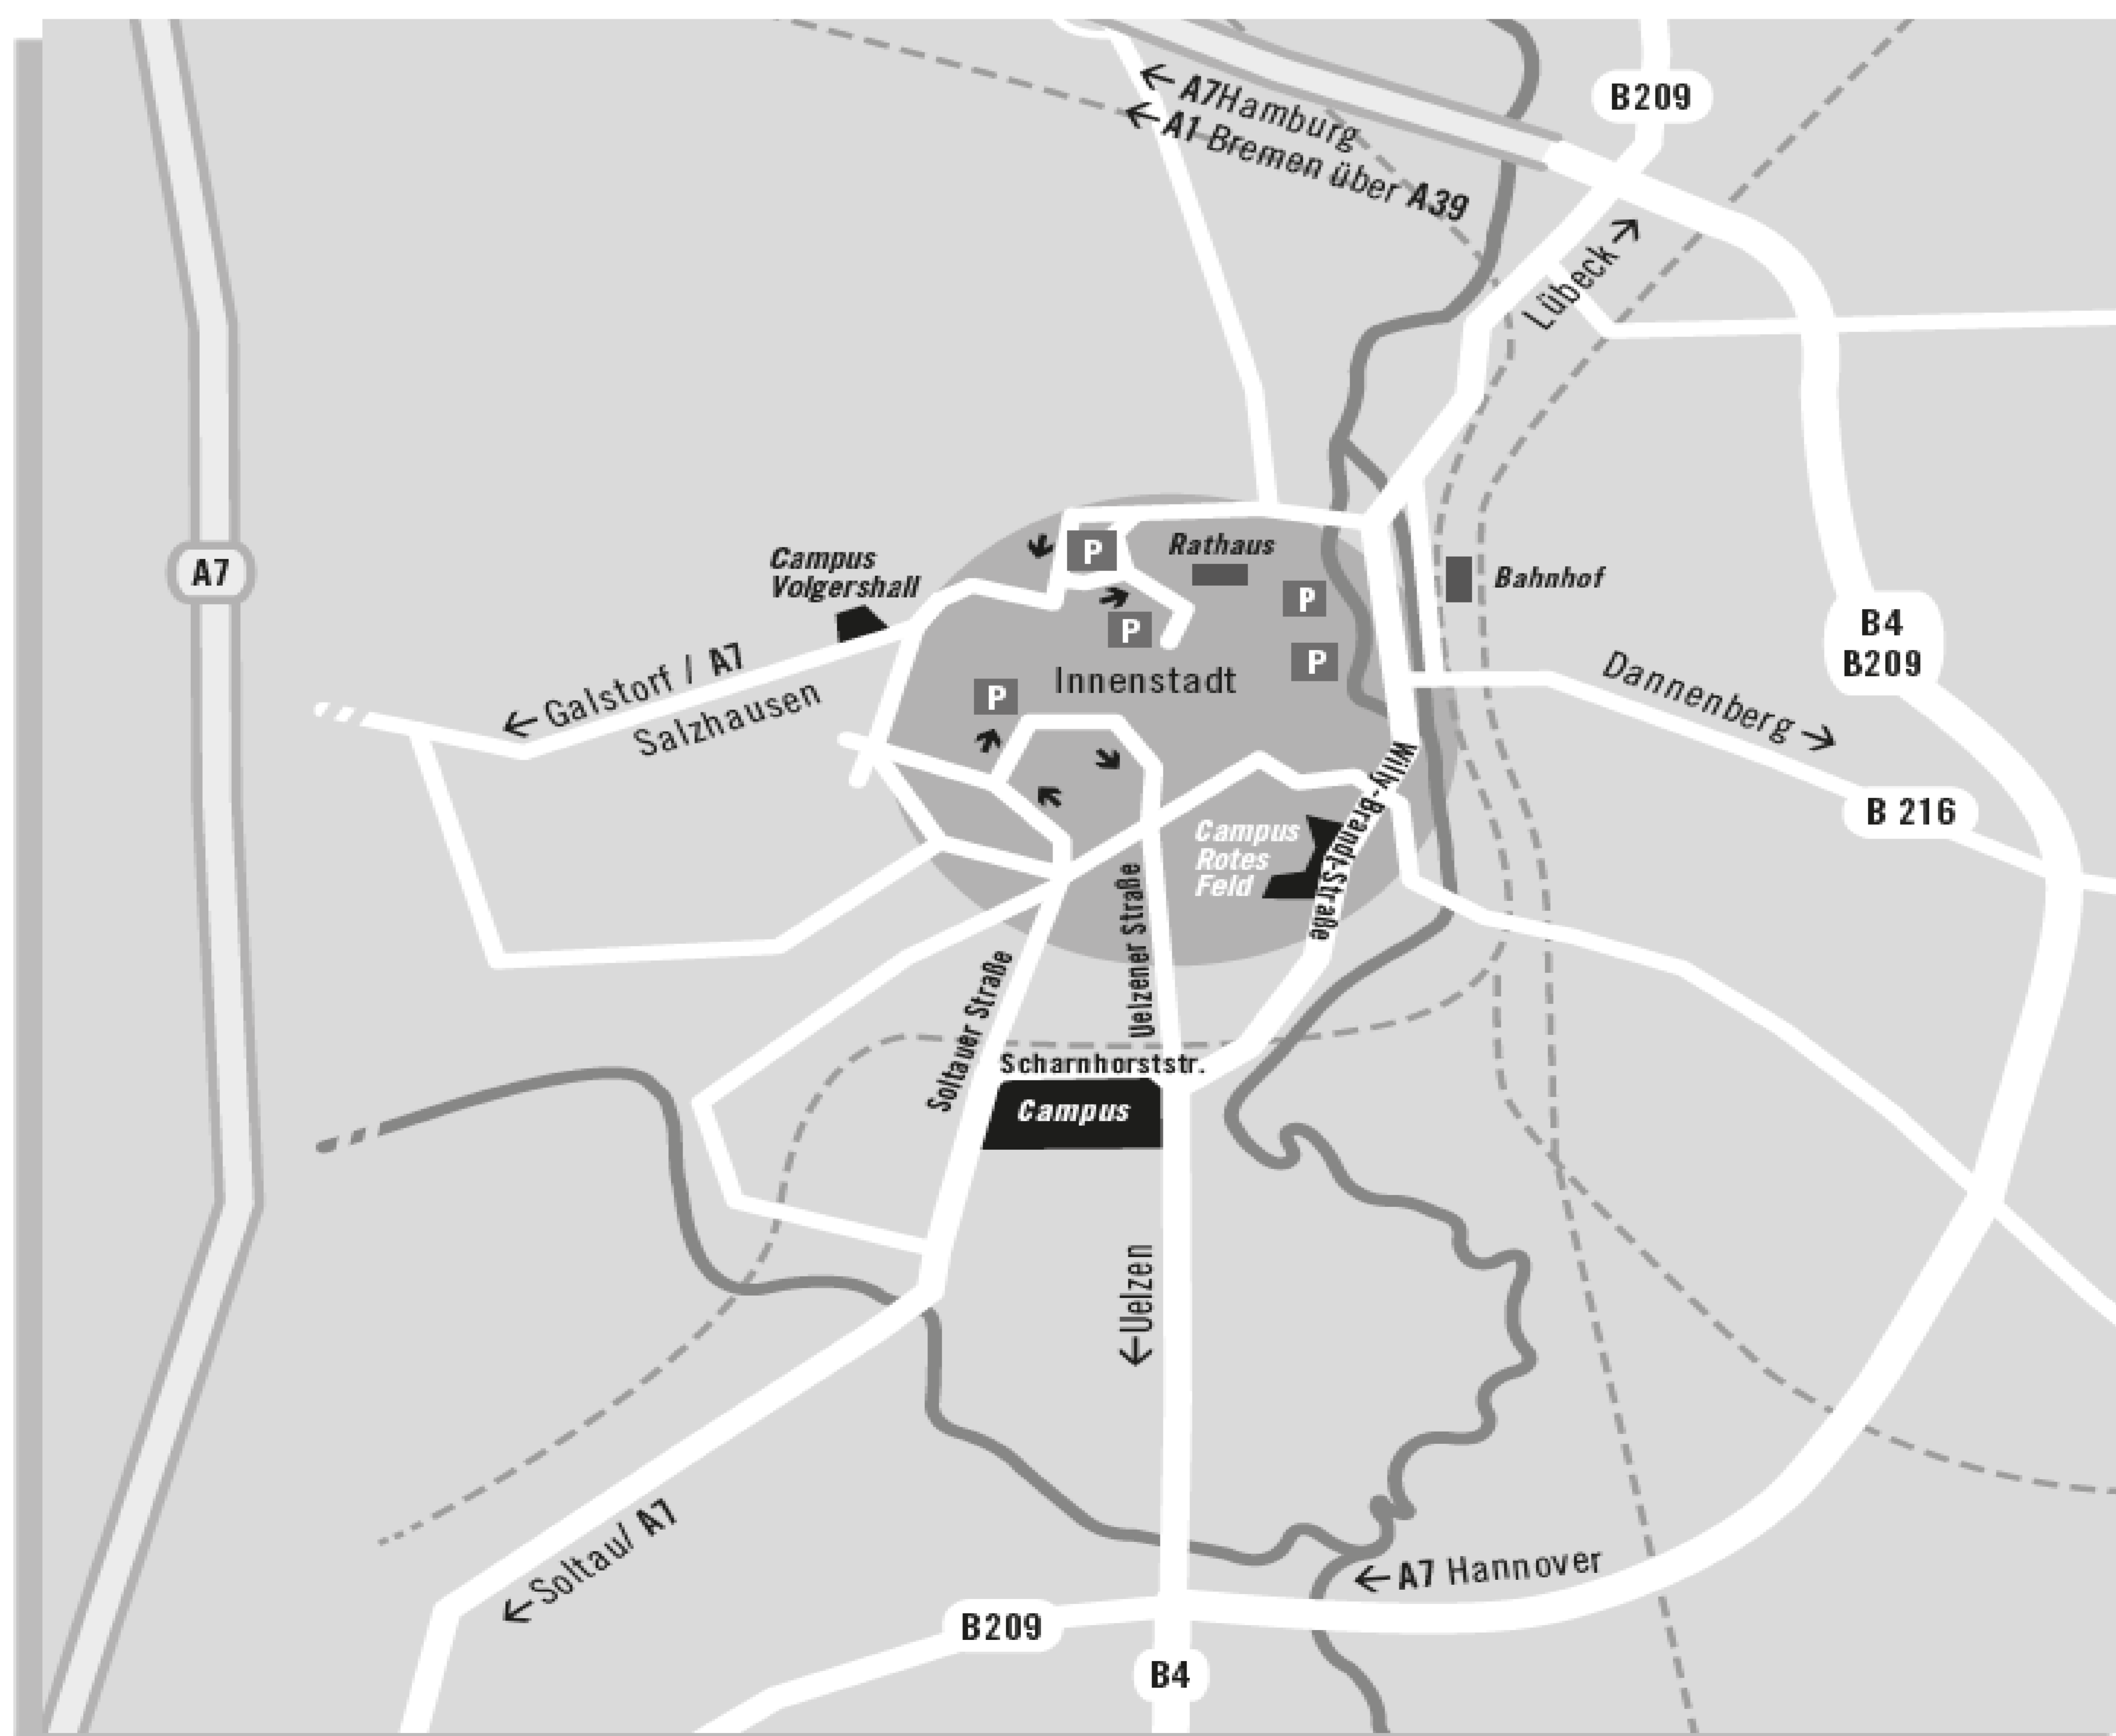 B209
← A7Hamburg
← A1 Bremen über A39
Lübeck →
A7
Campus
Volgershall
P
Rathaus
P
P
P
P
Bahnhof
Innenstadt
B4
B209
← Galstorf / A7
Salzhausen
Dannenberg →
B 216
Willy-Brandt-Straße
Campus
Rotes
Feld
Uelzener Straße
Soltauer Straße
Scharnhorststr.
Campus
←Uelzen
←Soltau/ A7
← A7 Hannover
B209
B4